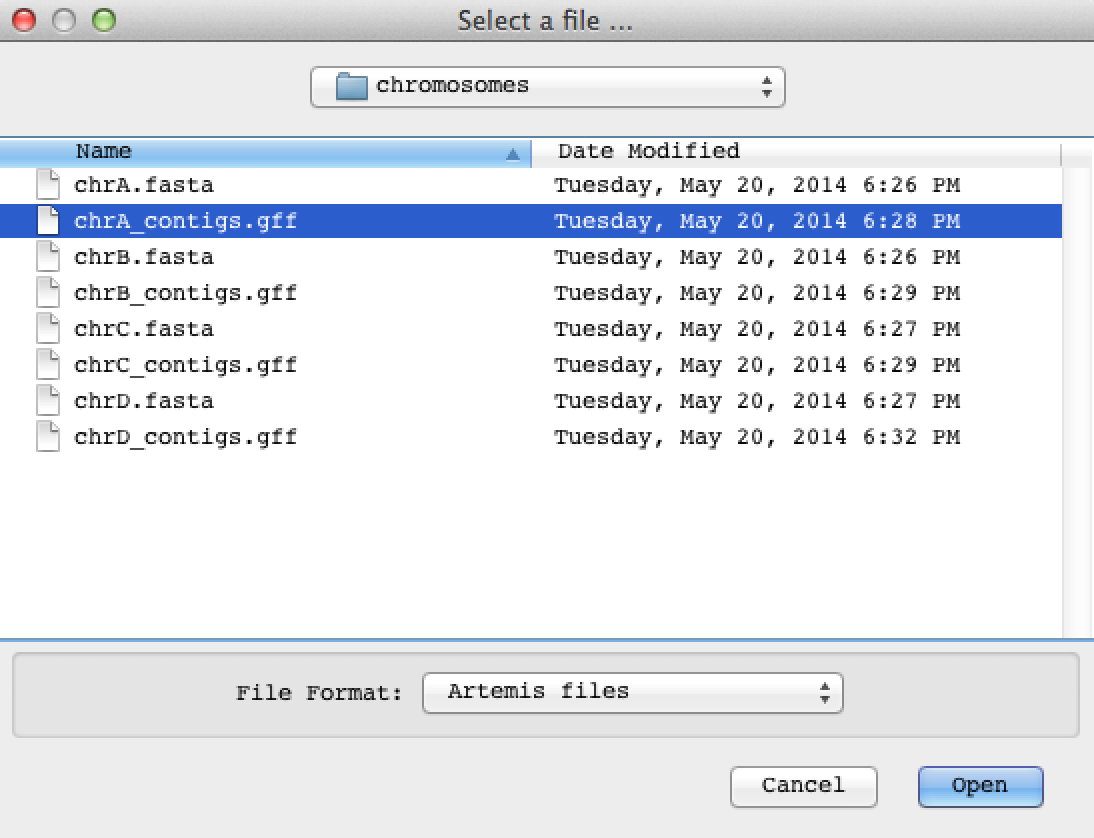 Select a file ...
chromosomes
Name Date Modified
chrA.fasta Tuesday, May 20, 2014 6:26 PM
chrA_contigs.gff Tuesday, May 20, 2014 6:28 PM
chrB.fasta Tuesday, May 20, 2014 6:26 PM
chrB_contigs.gff Tuesday, May 20, 2014 6:29 PM
chrC.fasta Tuesday, May 20, 2014 6:27 PM
chrC_contigs.gff Tuesday, May 20, 2014 6:29 PM
chrD.fasta Tuesday, May 20, 2014 6:27 PM
chrD_contigs.gff Tuesday, May 20, 2014 6:32 PM
File Format: Artemis files
Cancel Open